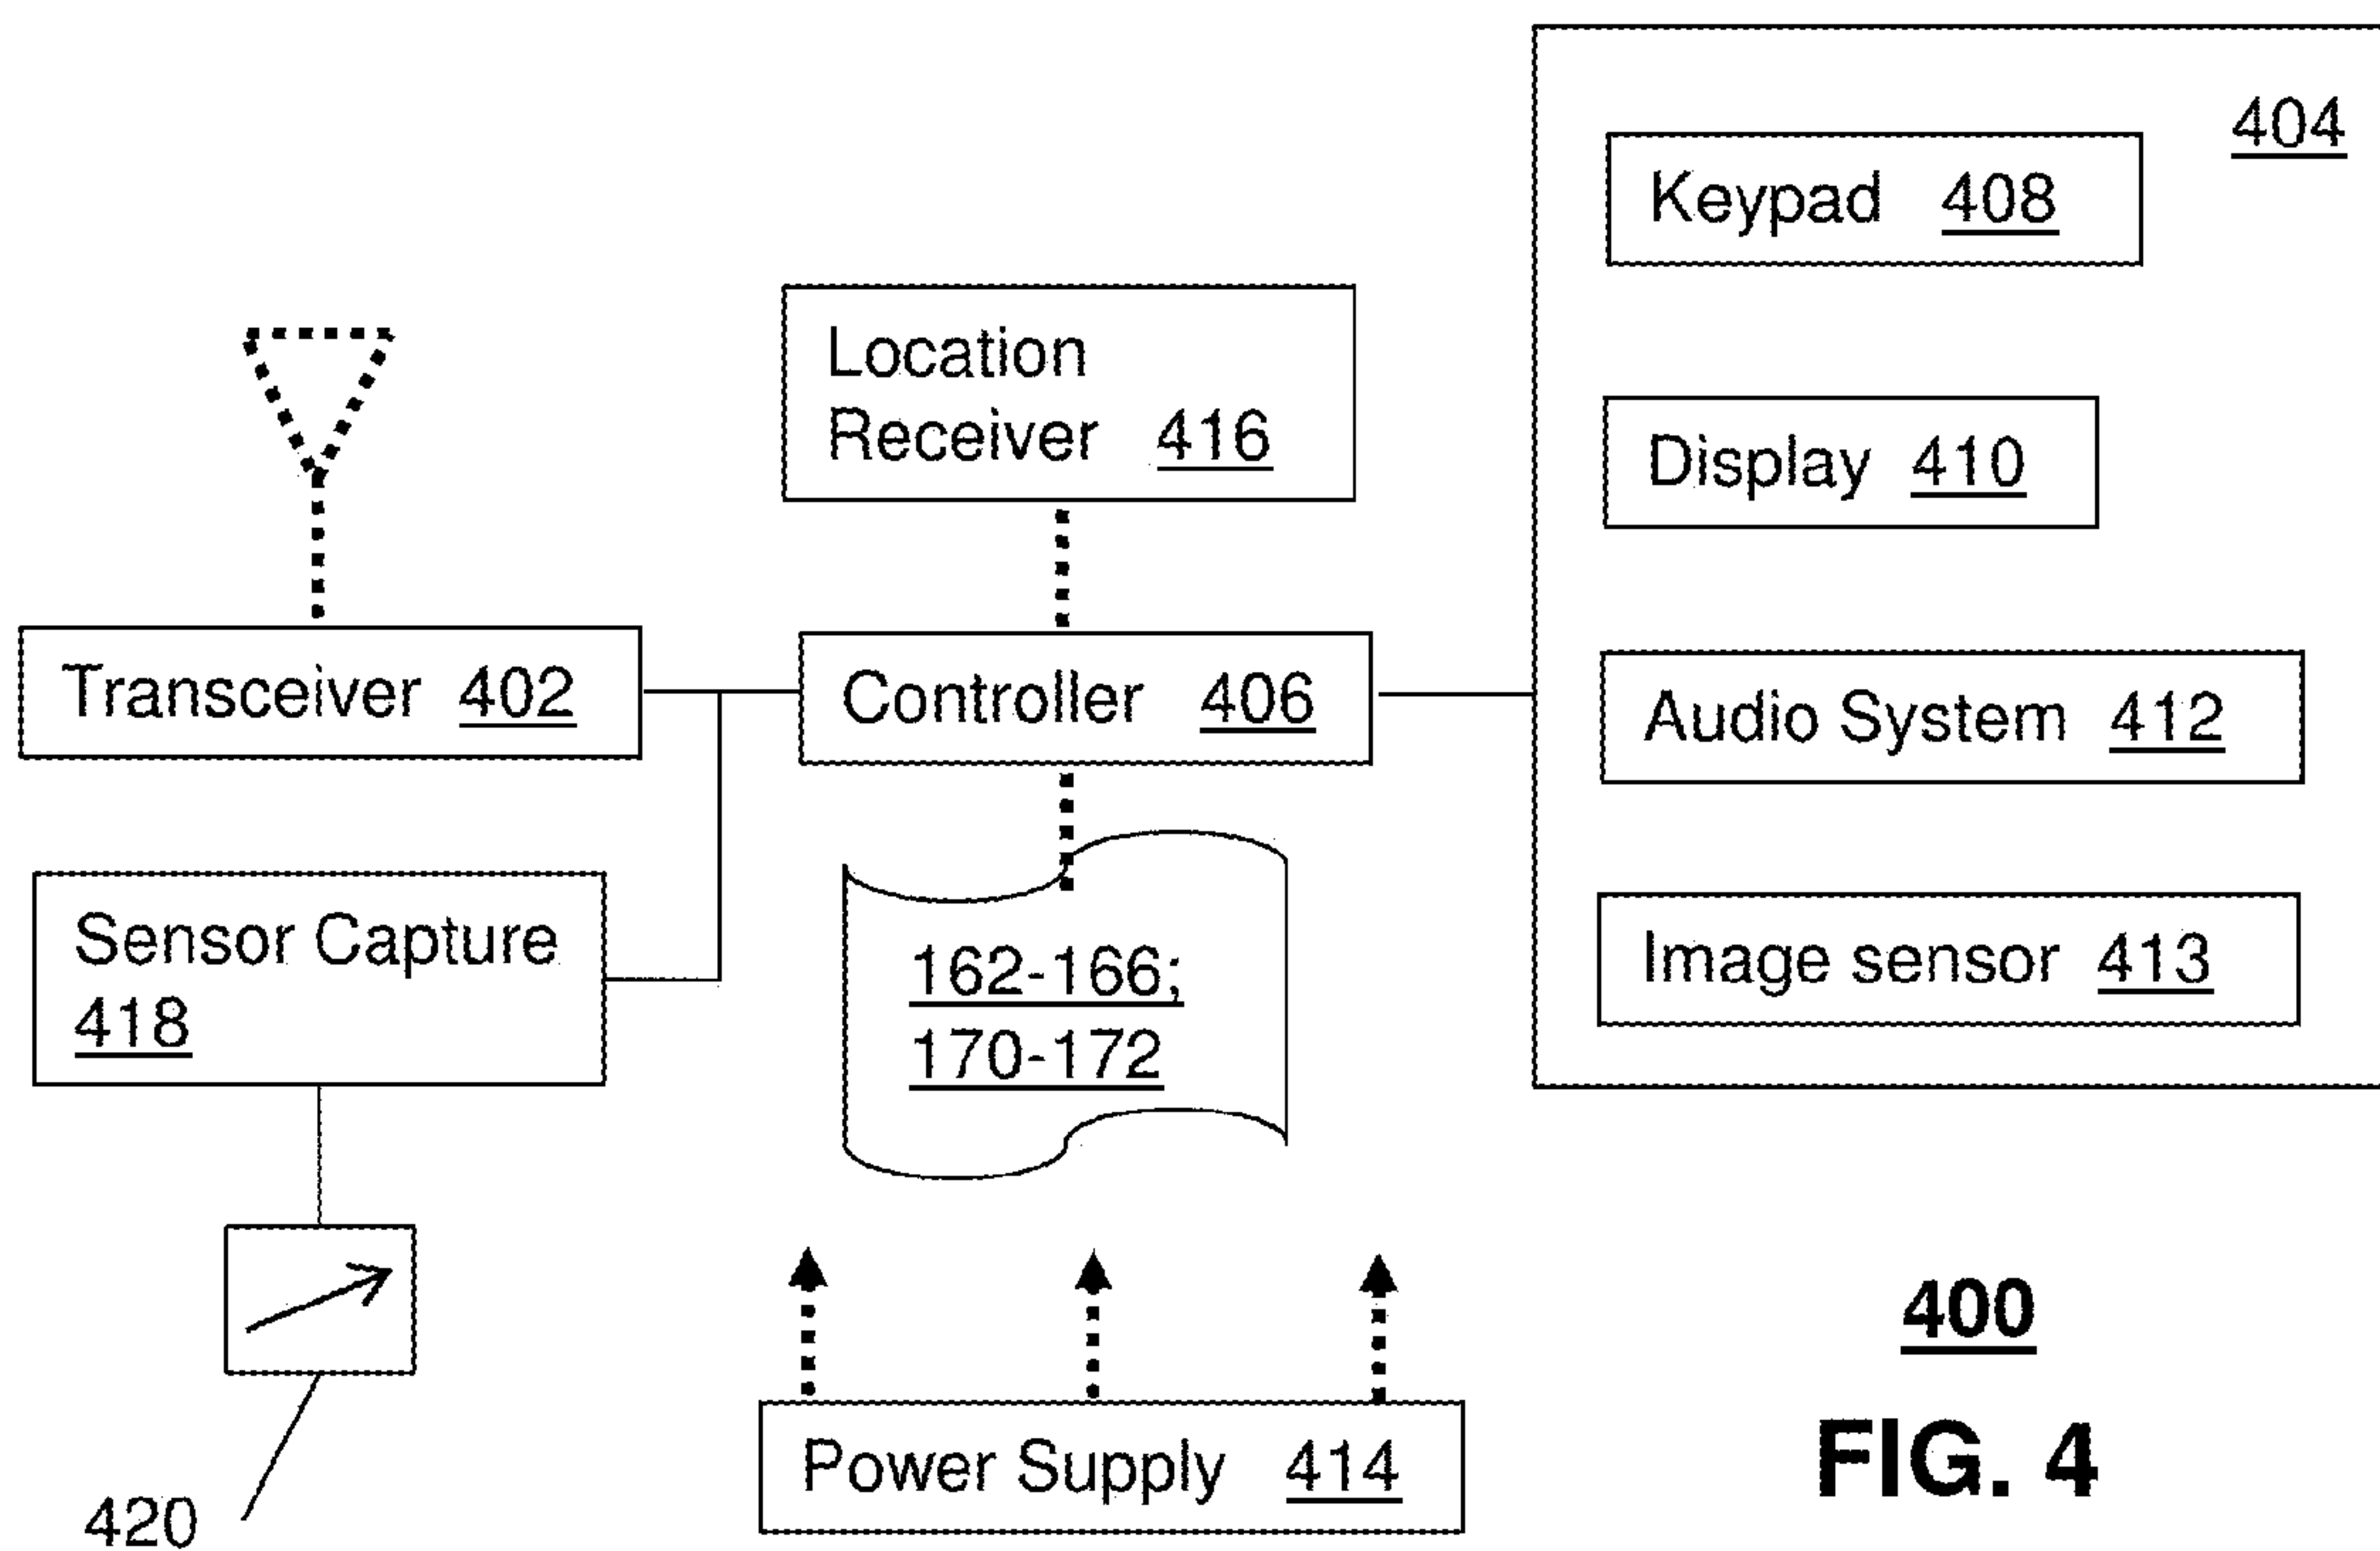 404
Keypad 408
Location
Receiver 416
Display 410
Transceiver 402
Controller 406
Audio System 412
Sensor Capture
418
162-166;
170-172
Image sensor 413
400
FIG. 4
Power Supply 414
420